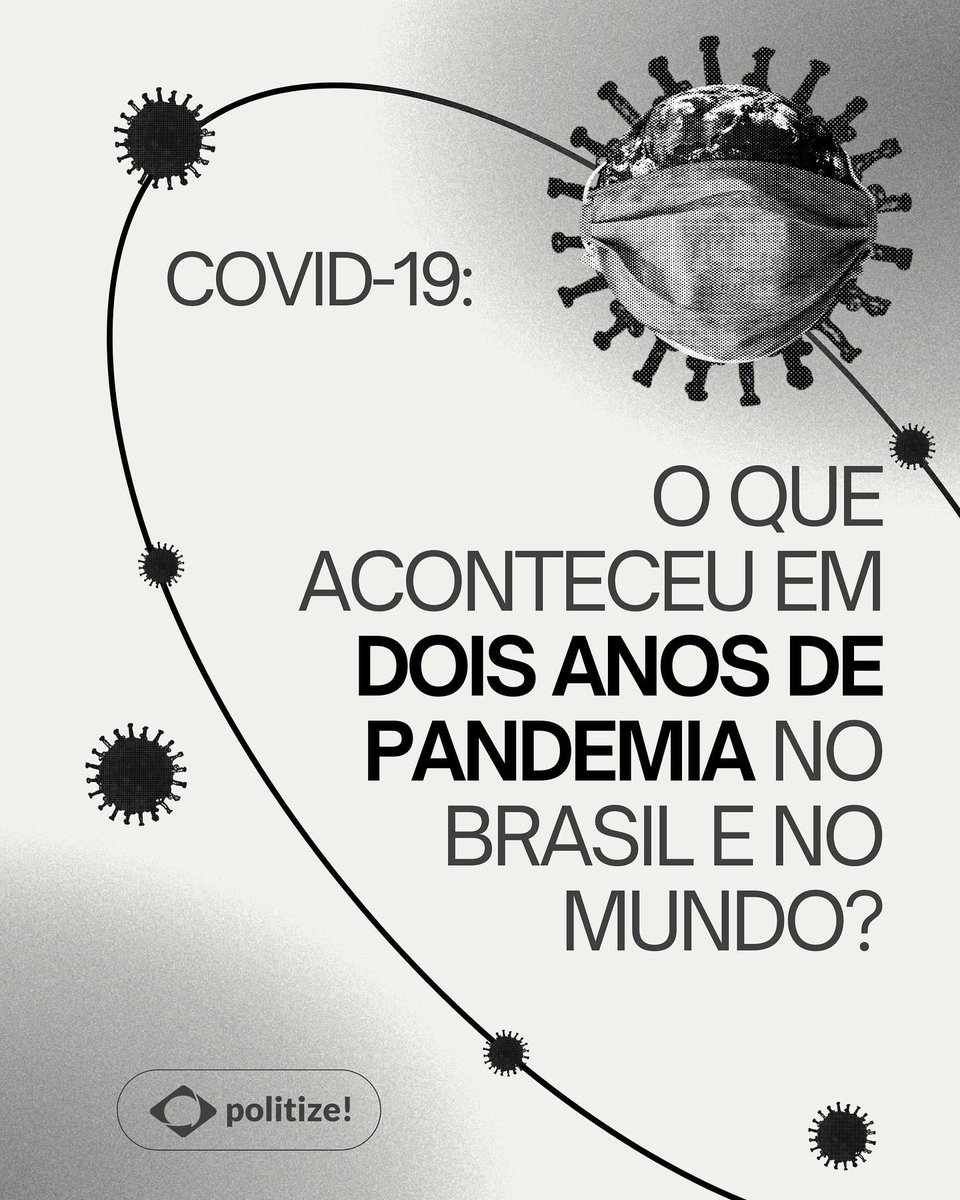 COVID-19:
O QUE
ACONTECEU EM
DOIS ANOS DE
PANDEMIA NO
BRASIL E NO
MUNDO?
politize!